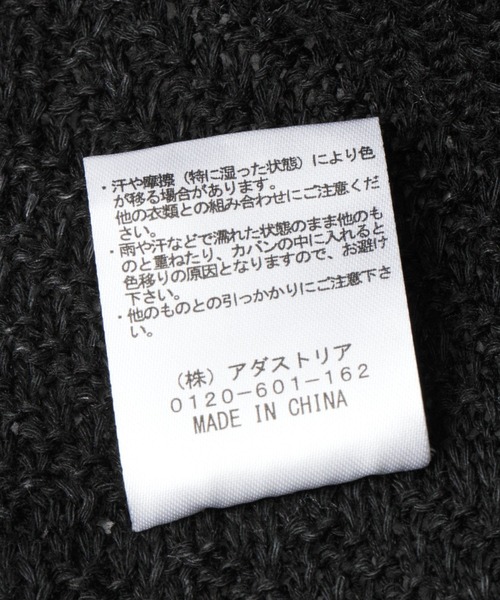 ・汗や摩擦（特に湿った状態）により色
が移る場合があります。
他の衣類との組み合わせにご注意くだ
さい。
・雨や汗などで濡れた状態のまま他のも
のと重ねたり、カバンの中に入れると
色移りの原因となりますので、お避け
下さい。
・他のものとの引っかかりにご注意下さ
い。
（株）アダストリア
0120-601-162
MADE IN CHINA